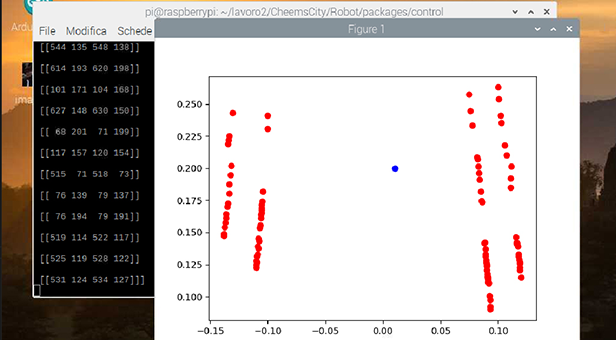 pi@raspberrypi: ~/lavoro2/CheemsCity/Robot/packages/control
Figure 1
File Modifica Schede
[[544 135 548 138]]
[[614 193 620 198]]
[[101 171 104 168]]
[[627 148 630 150]]
[[ 68 201  71 199]]
[[117 157 120 154]]
[[515  71 518  73]]
[[ 76 139  79 137]]
[[ 76 194  79 191]]
[[519 114 522 117]]
[[525 119 528 122]]
[[531 124 534 127]]]
0.250
0.225
0.200
0.175
0.150
0.125
0.100
−0.15 −0.10 −0.05 0.00 0.05 0.10